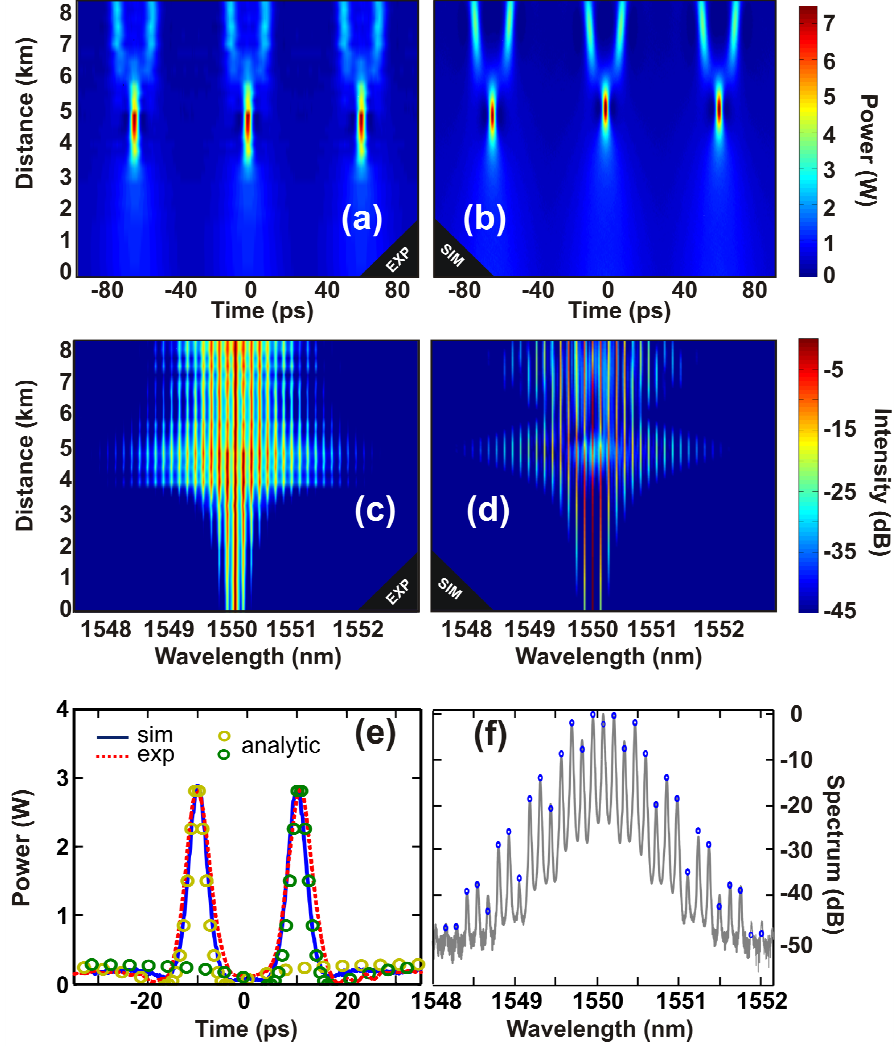 8
7
6
5
4
3
2
1
0
Distance (km)
(a)
EXP
-80
-40
0
40
80
Time (ps)
(b)
SIM
-80
-40
0
40
80
Time (ps)
7
6
5
4
3
2
1
0
Power (W)
8
7
6
5
4
3
2
1
0
Distance (km)
(c)
EXP
1548
1549
1550
1551
1552
Wavelength (nm)
(d)
SIM
1548
1549
1550
1551
1552
Wavelength (nm)
-5
-15
-25
-35
-45
Intensity (dB)
4
3
2
1
0
Power (W)
sim
exp
analytic
(e)
-20
0
20
Time (ps)
(f)
0
-10
-20
-30
-40
-50
Spectrum (dB)
1548
1549
1550
1551
1552
Wavelength (nm)